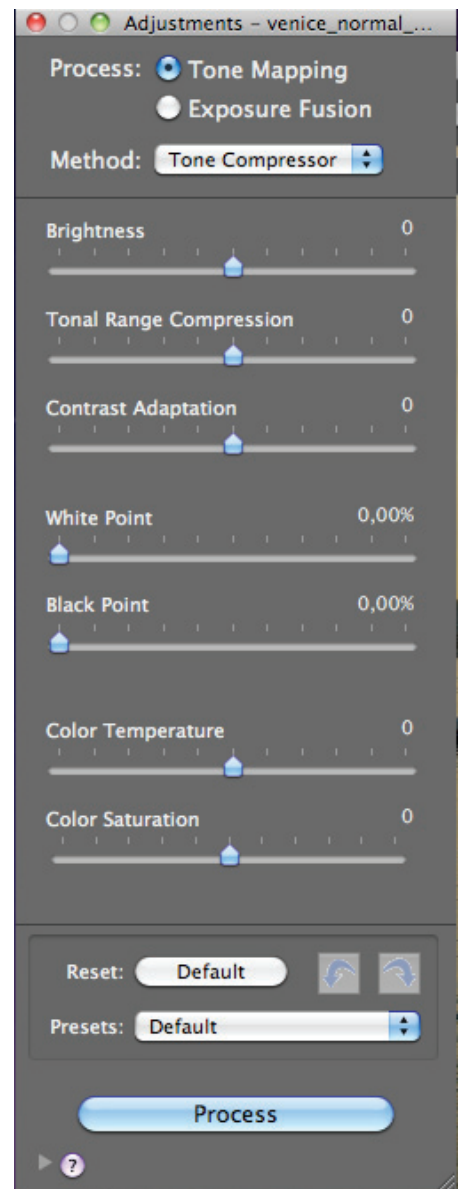 Adjustments – venice_normal_...
Process: Tone Mapping
Exposure Fusion
Method: Tone Compressor
Brightness 0
Tonal Range Compression 0
Contrast Adaptation 0
White Point 0,00%
Black Point 0,00%
Color Temperature 0
Color Saturation 0
Reset: Default
Presets: Default
Process
?